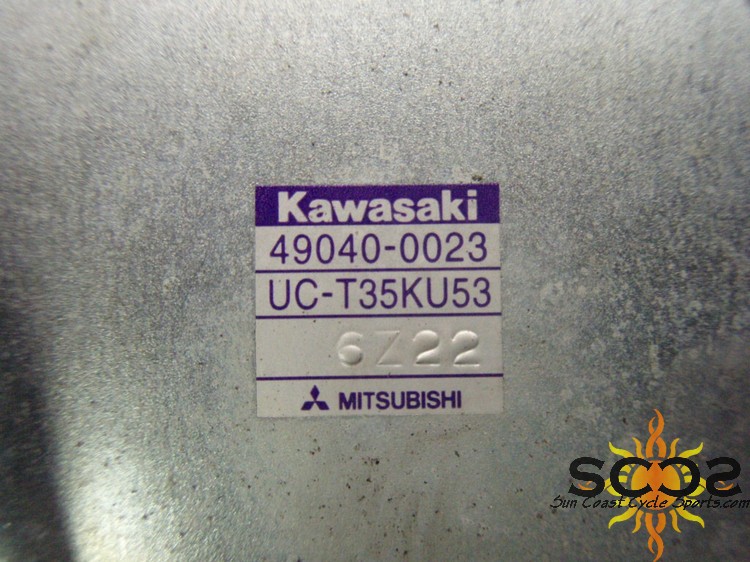 Kawasaki
49040-0023
UC-T35KU53
6Z22
MITSUBISHI
SCCS
Sun Coast Cycle Sports.com